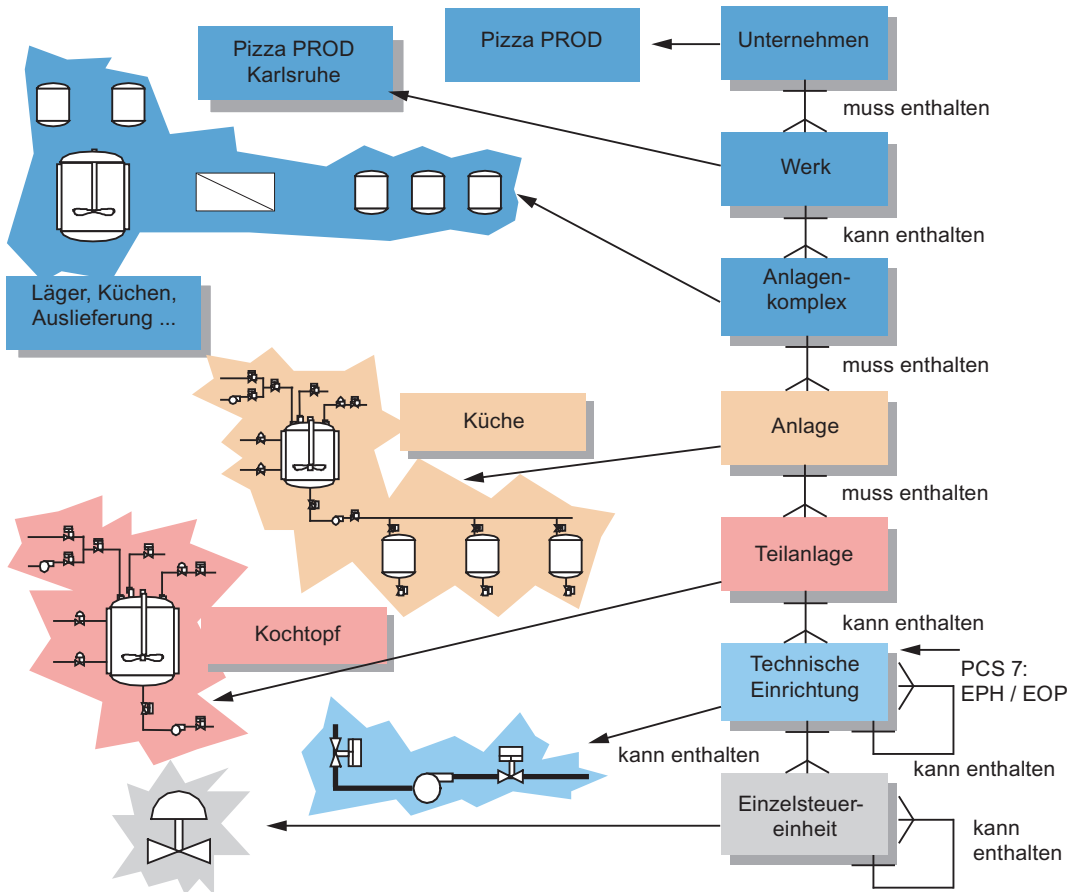 Pizza PROD
Karlsruhe
Pizza PROD
Unternehmen
muss enthalten
Werk
kann enthalten
Läger, Küchen,
Auslieferung ...
Anlagen-
komplex
muss enthalten
Küche
Anlage
muss enthalten
Teilanlage
kann enthalten
Kochtopf
Technische
Einrichtung
PCS 7:
EPH / EOP
kann enthalten
kann enthalten
Einzelsteuer-
einheit
kann
enthalten